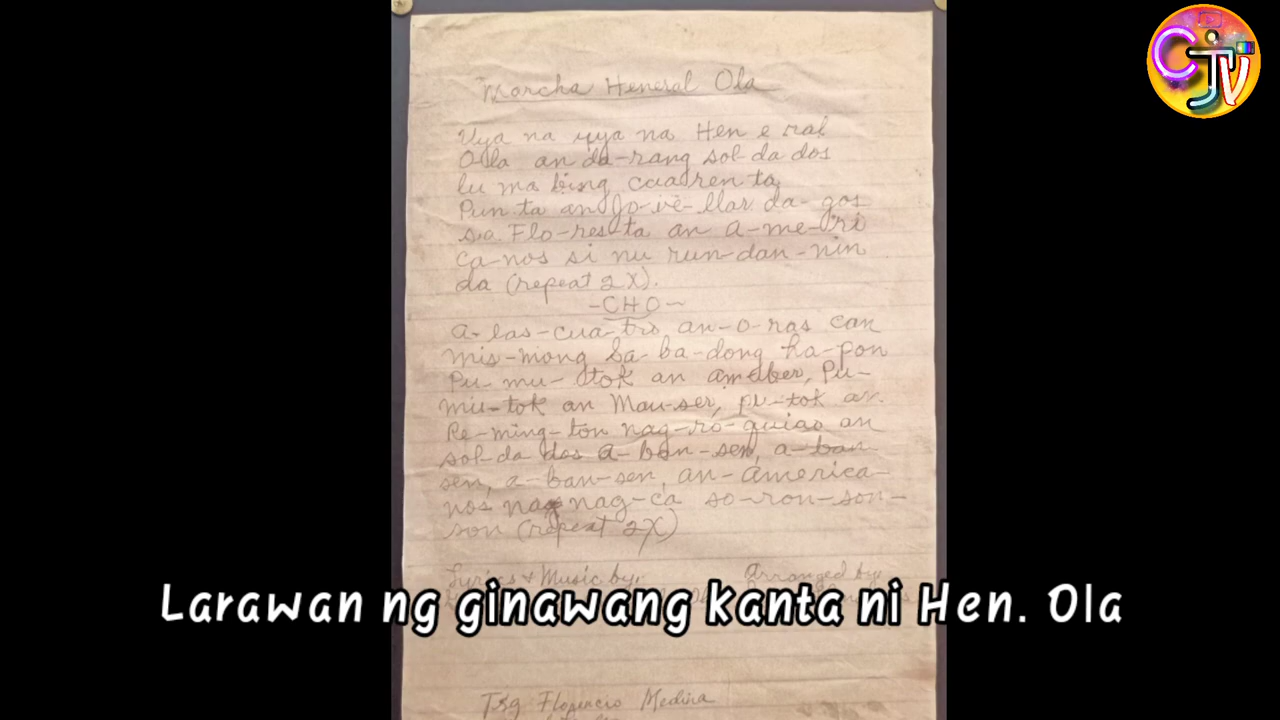 CJTV
Marcha Heneral Ola
Uya na uya na Hen e ral
Ola an da-rang sol-da dos
lu ma bing cuaren ta
Pun ta an Jo-ve-llar da-gos
sa Flo-res-ta an A-me-ri
ca-nos si nu run-dan-nin
da (repeat 2X).
-CHO-
A-las-cua-tro an-o-ras can
mis-mong Sa-ba-dong ha-pon
Pu-mu-tok an amber, Pu-
mu-tok an Mau-ser, pu-tok an
Re-ming-ton nag-ro-quiao an
sol-da dos a-ban-sen, a-ban
sen, a-ban-sen, an-America-
nos nag-ca so-ron-son-
son (repeat 2X)
Lyrics & Music by: Arranged by:
Larawan ng ginawang kanta ni Hen. Ola
Tsg Florencio Medina